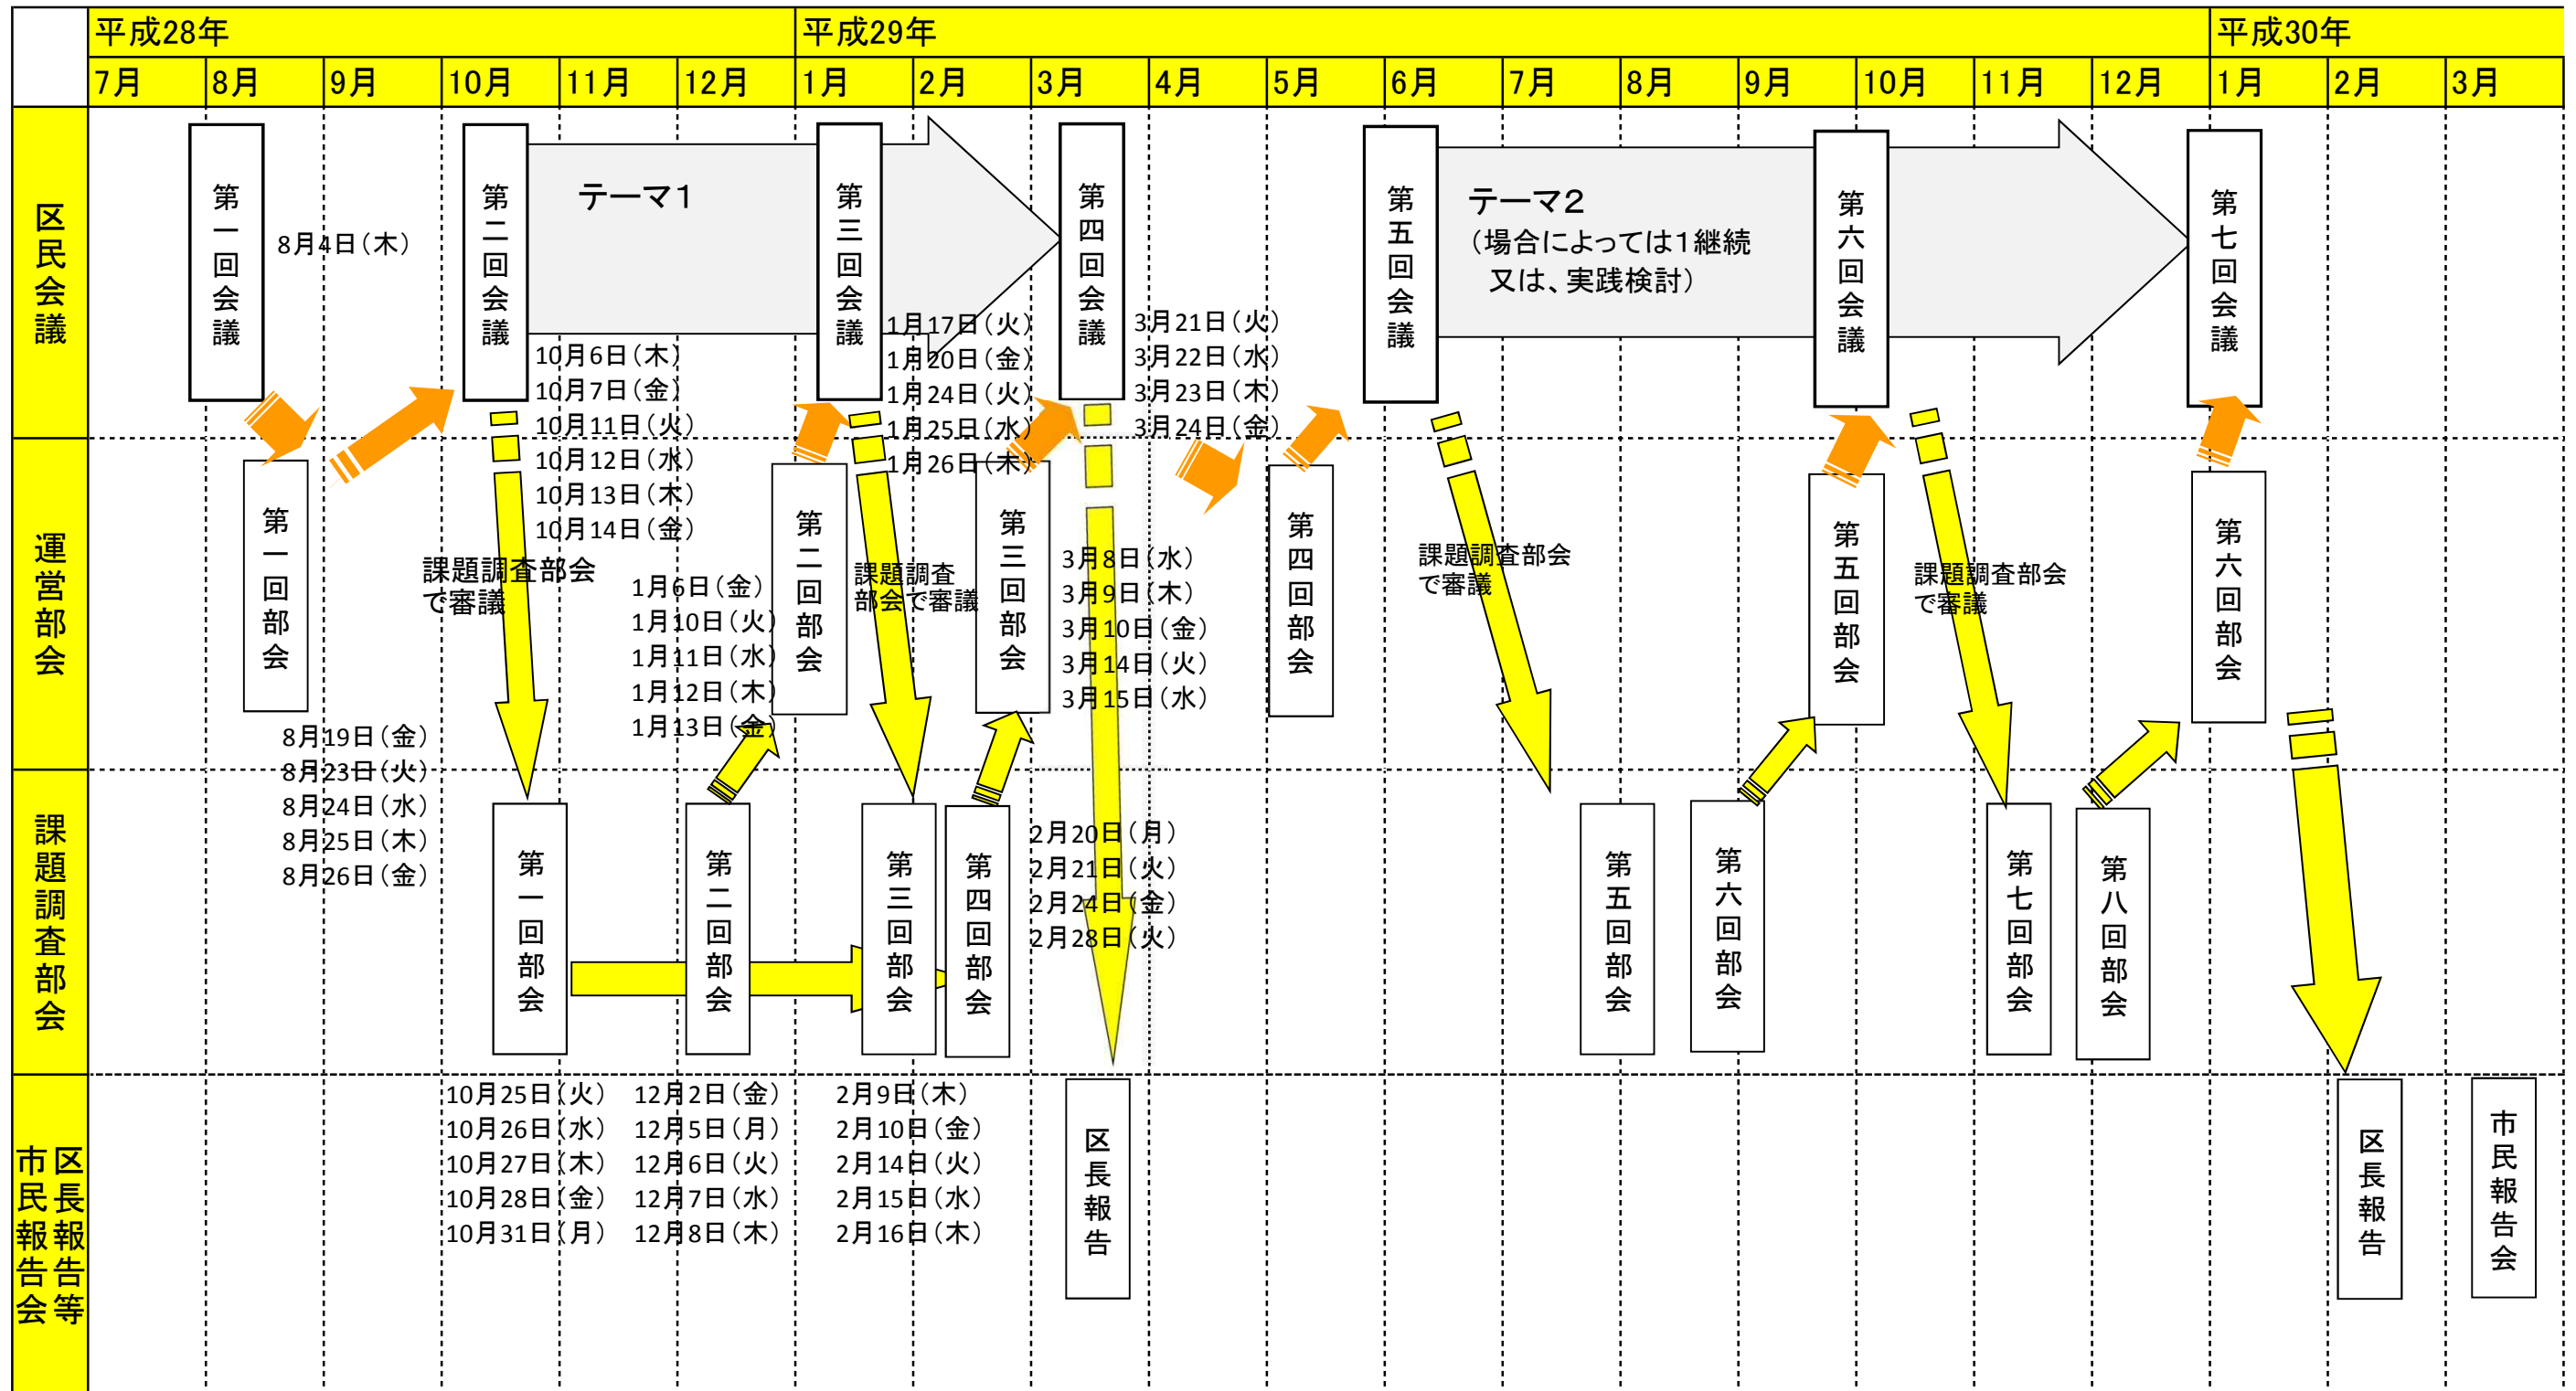 平成28年
平成29年
平成30年
7月
8月
9月
10月
11月
12月
1月
2月
3月
4月
5月
6月
7月
8月
9月
10月
11月
12月
1月
2月
3月
区民会議
第一回会議
8月4日（木）
第二回会議
テーマ１
第三回会議
第四回会議
第五回会議
テーマ２
（場合によっては１継続
又は、実践検討）
第六回会議
第七回会議
10月6日（木）
10月7日（金）
10月11日（火）
10月12日（水）
10月13日（木）
10月14日（金）
1月17日（火）
1月20日（金）
1月24日（火）
1月25日（水）
1月26日（木）
3月21日（火）
3月22日（水）
3月23日（木）
3月24日（金）
運営部会
第一回部会
課題調査部会
で審議
第二回部会
課題調査
部会で審議
第三回部会
第四回部会
課題調査部会
で審議
第五回部会
課題調査部会
で審議
第六回部会
8月19日（金）
8月23日（火）
8月24日（水）
8月25日（木）
8月26日（金）
1月6日（金）
1月10日（火）
1月11日（水）
1月12日（木）
1月13日（金）
3月8日（水）
3月9日（木）
3月10日（金）
3月14日（火）
3月15日（水）
課題調査部会
第一回部会
第二回部会
第三回部会
第四回部会
2月20日（月）
2月21日（火）
2月24日（金）
2月28日（火）
第五回部会
第六回部会
第七回部会
第八回部会
区長報告等
市民報告会
10月25日（火）
10月26日（水）
10月27日（木）
10月28日（金）
10月31日（月）
12月2日（金）
12月5日（月）
12月6日（火）
12月7日（水）
12月8日（木）
2月9日（木）
2月10日（金）
2月14日（火）
2月15日（水）
2月16日（木）
区長報告
区長報告
市民報告会